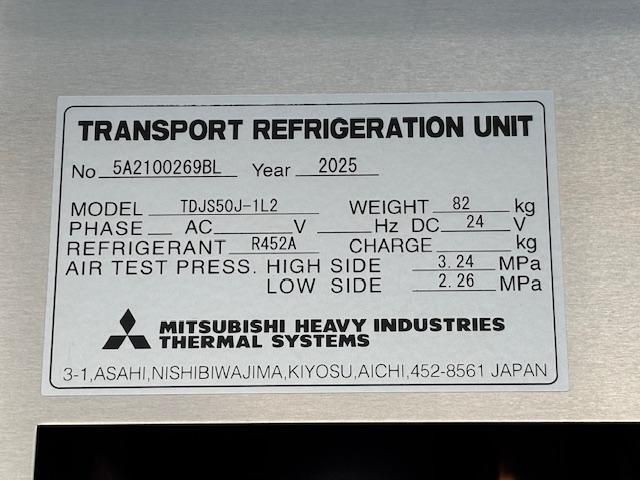 TRANSPORT REFRIGERATION UNIT
No 5A2100269BL Year 2025
MODEL TDJS50J-1L2 WEIGHT 82 kg
PHASE AC V Hz DC 24 V
REFRIGERANT R452A CHARGE kg
AIR TEST PRESS. HIGH SIDE 3.24 MPa
LOW SIDE 2.26 MPa
MITSUBISHI HEAVY INDUSTRIES
THERMAL SYSTEMS
3-1,ASAHI,NISHIBIWAJIMA,KIYOSU,AICHI,452-8561 JAPAN